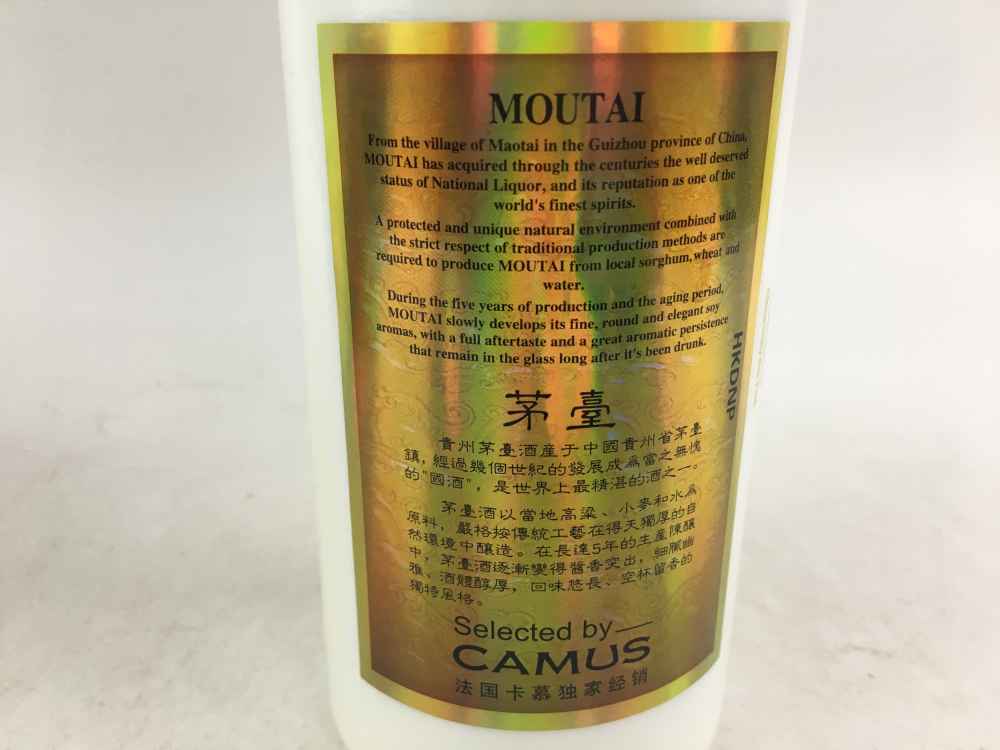 MOUTAI
From the village of Maotai in the Guizhou province of China,
MOUTAI has acquired through the centuries the well deserved
status of National Liquor, and its reputation as one of the
world's finest spirits.
A protected and unique natural environment combined with
the strict respect of traditional production methods are
required to produce MOUTAI from local sorghum, wheat and
water.
During the five years of production and the aging period,
MOUTAI slowly develops its fine, round and elegant soy
aromas, with a full aftertaste and a great aromatic persistence
that remain in the glass long after it's been drunk.
HKDNP
茅臺
貴州茅臺酒産于中國貴州省茅臺
鎮,經過幾個世紀的發展成爲當之無愧
的"國酒",是世界上最精湛的酒之一。
茅臺酒以當地高粱、小麥和水爲
原料,嚴格按傳統工藝在得天獨厚的自
然環境中釀造。在長達5年的生産陳釀
中,茅臺酒逐漸變得醬香突出,細膩幽
雅、酒體醇厚,回味悠長、空杯留香的
獨特風格。
Selected by—
CAMUS
法国卡慕独家经销